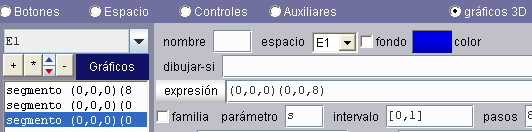 Botones Espacio Controles Auxiliares gráficos 3D
E1 nombre espacio E1 fondo color
+ * - Gráficos dibujar-si
segmento (0,0,0)(8 expresión (0,0,0)(0,0,8)
segmento (0,0,0)(0
segmento (0,0,0)(0 familia parámetro s intervalo [0,1] pasos